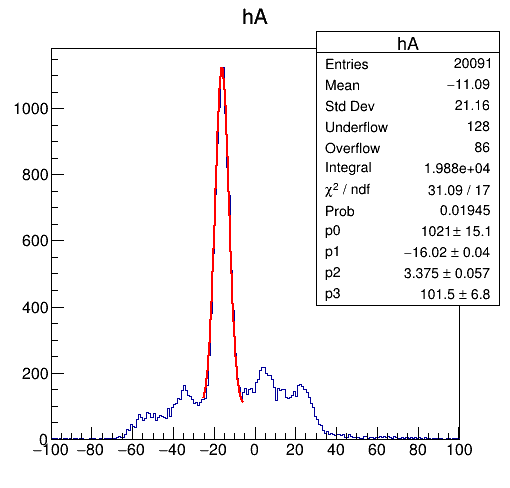 hA
hA
Entries 20091
Mean −11.09
Std Dev 21.16
Underflow 128
Overflow 86
Integral 1.988e+04
χ² / ndf 31.09 / 17
Prob 0.01945
p0 1021 ± 15.1
p1 −16.02 ± 0.04
p2 3.375 ± 0.057
p3 101.5 ± 6.8
1000
800
600
400
200
0
−100 −80 −60 −40 −20 0 20 40 60 80 100